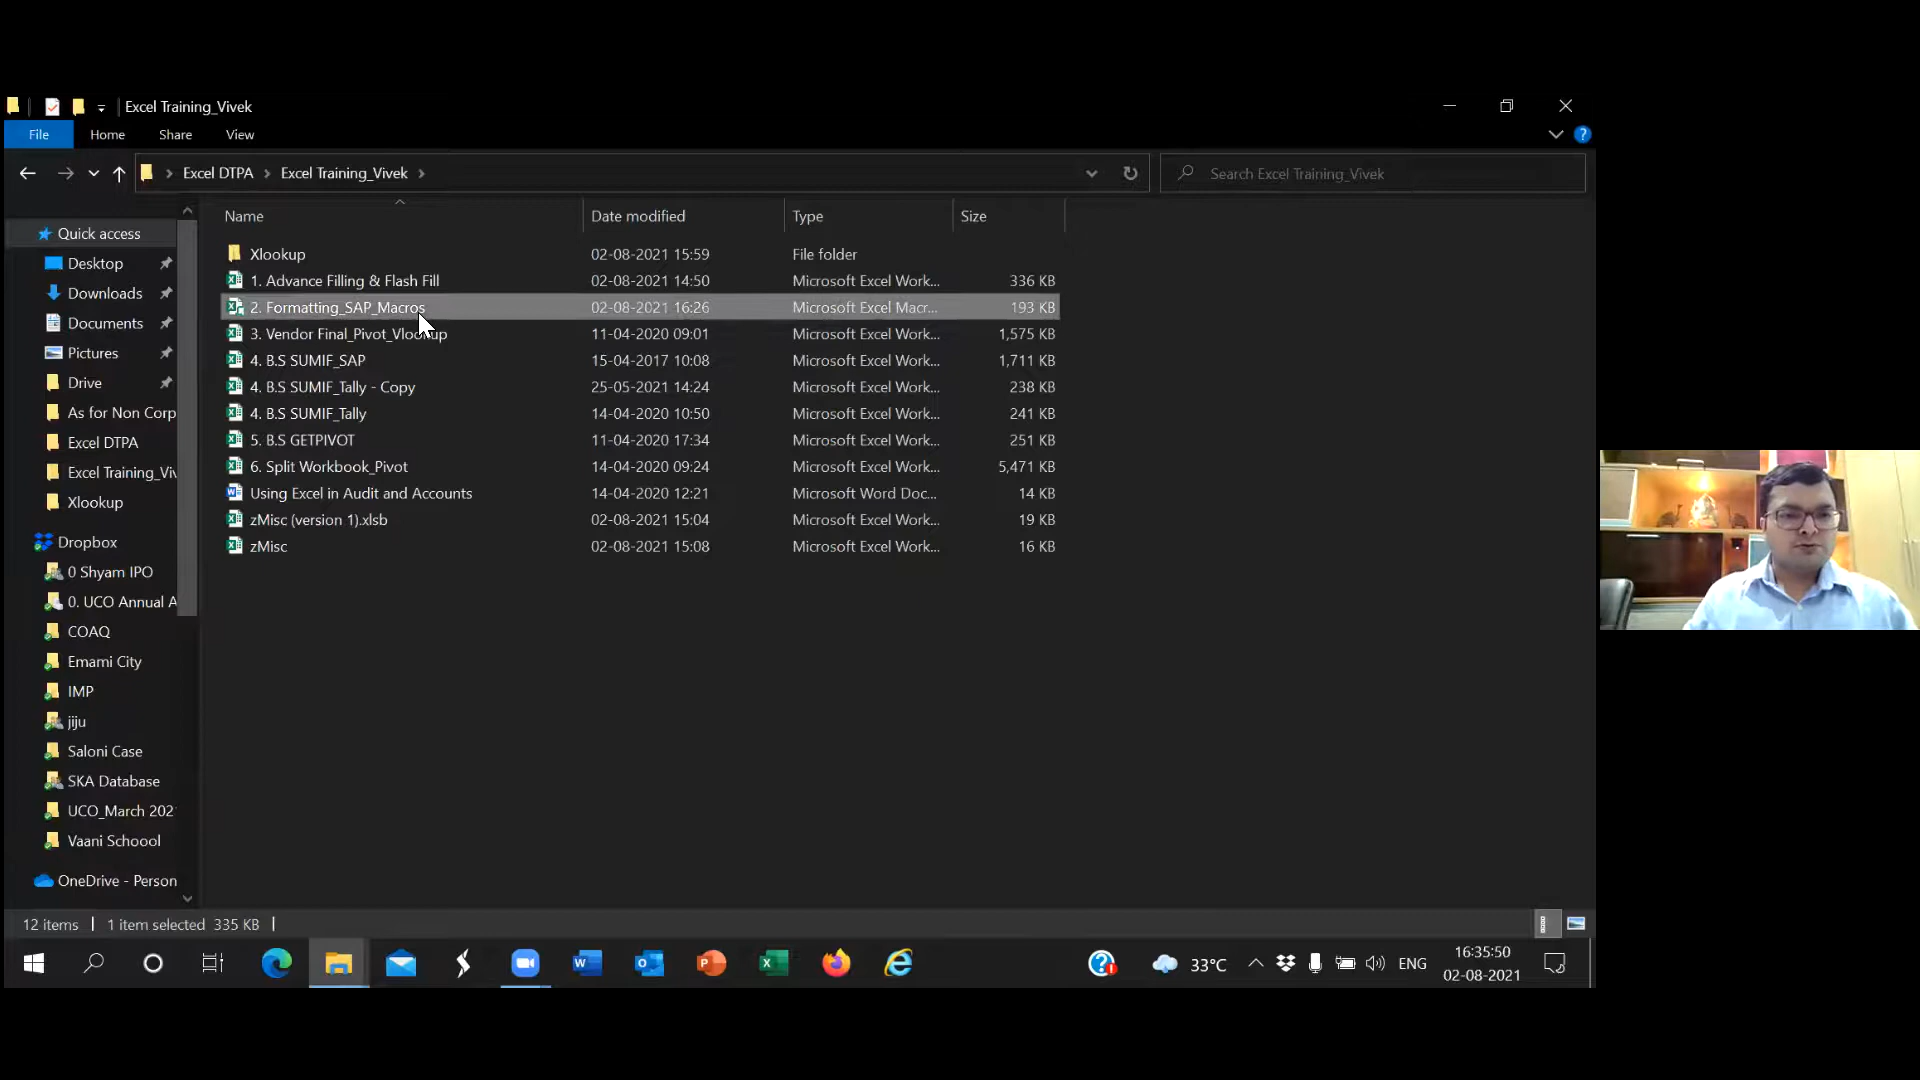 Excel Training_Vivek
File Home Share View
Excel DTPA Excel Training_Vivek
Search Excel Training_Vivek
Name Date modified Type Size
Xlookup 02-08-2021 15:59 File folder
1. Advance Filling & Flash Fill 02-08-2021 14:50 Microsoft Excel Work... 336 KB
2. Formatting_SAP_Macros 02-08-2021 16:26 Microsoft Excel Macr... 193 KB
3. Vendor Final_Pivot_Vlookup 11-04-2020 09:01 Microsoft Excel Work... 1,575 KB
4. B.S SUMIF_SAP 15-04-2017 10:08 Microsoft Excel Work... 1,711 KB
4. B.S SUMIF_Tally - Copy 25-05-2021 14:24 Microsoft Excel Work... 238 KB
4. B.S SUMIF_Tally 14-04-2020 10:50 Microsoft Excel Work... 241 KB
5. B.S GETPIVOT 11-04-2020 17:34 Microsoft Excel Work... 251 KB
6. Split Workbook_Pivot 14-04-2020 09:24 Microsoft Excel Work... 5,471 KB
Using Excel in Audit and Accounts 14-04-2020 12:21 Microsoft Word Doc... 14 KB
zMisc (version 1).xlsb 02-08-2021 15:04 Microsoft Excel Work... 19 KB
zMisc 02-08-2021 15:08 Microsoft Excel Work... 16 KB
Quick access
Desktop
Downloads
Documents
Pictures
Drive
As for Non Corp
Excel DTPA
Excel Training_Viv
Xlookup
Dropbox
0 Shyam IPO
0. UCO Annual A
COAQ
Emami City
IMP
jiju
Saloni Case
SKA Database
UCO_March 202
Vaani Schoool
OneDrive - Person
12 items 1 item selected 335 KB
33°C ENG 16:35:50
02-08-2021